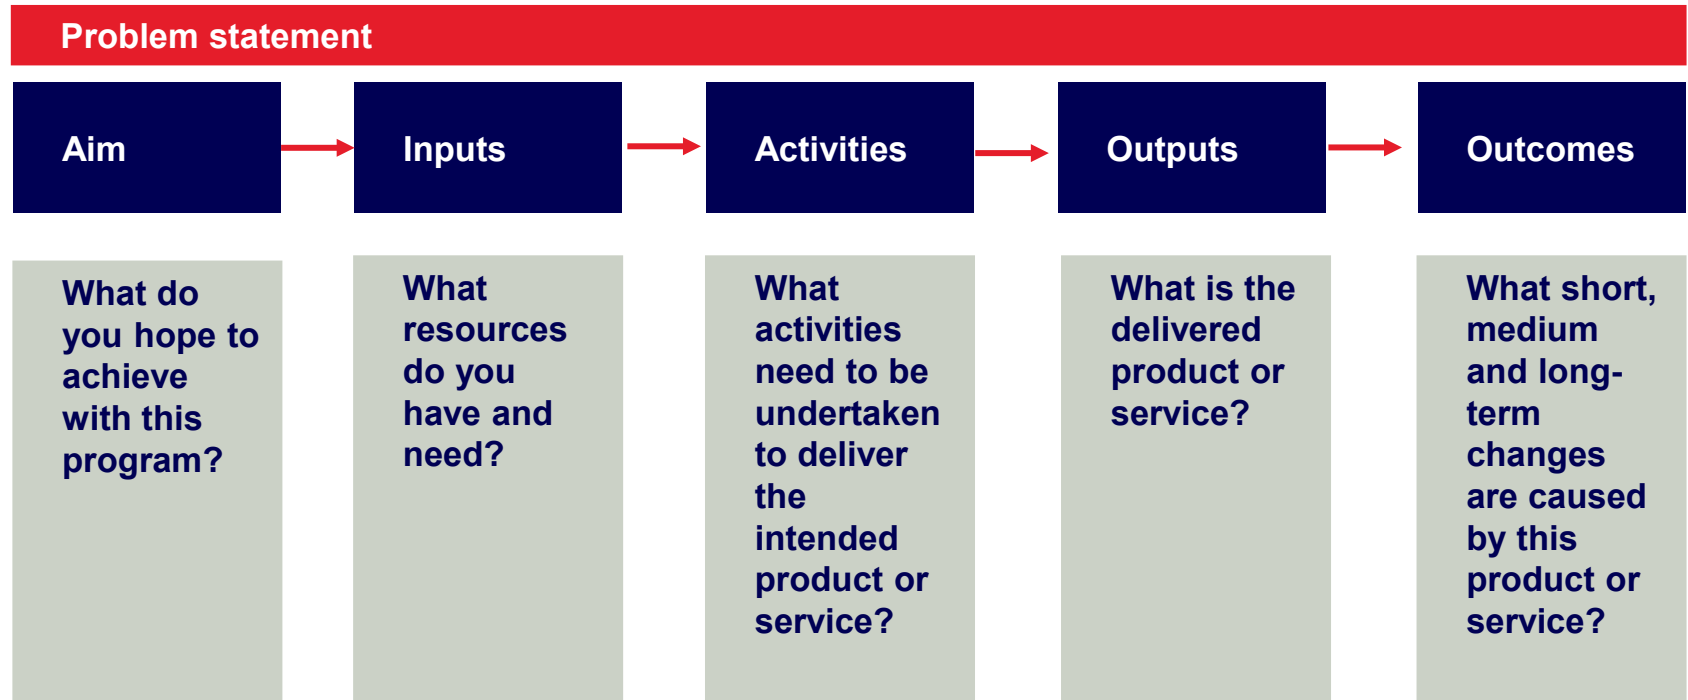 Problem statement
Aim
Inputs
Activities
Outputs
Outcomes
What do
you hope to
achieve
with this
program?
What
resources
do you
have and
need?
What
activities
need to be
undertaken
to deliver
the
intended
product or
service?
What is the
delivered
product or
service?
What short,
medium
and long-
term
changes
are caused
by this
product or
service?